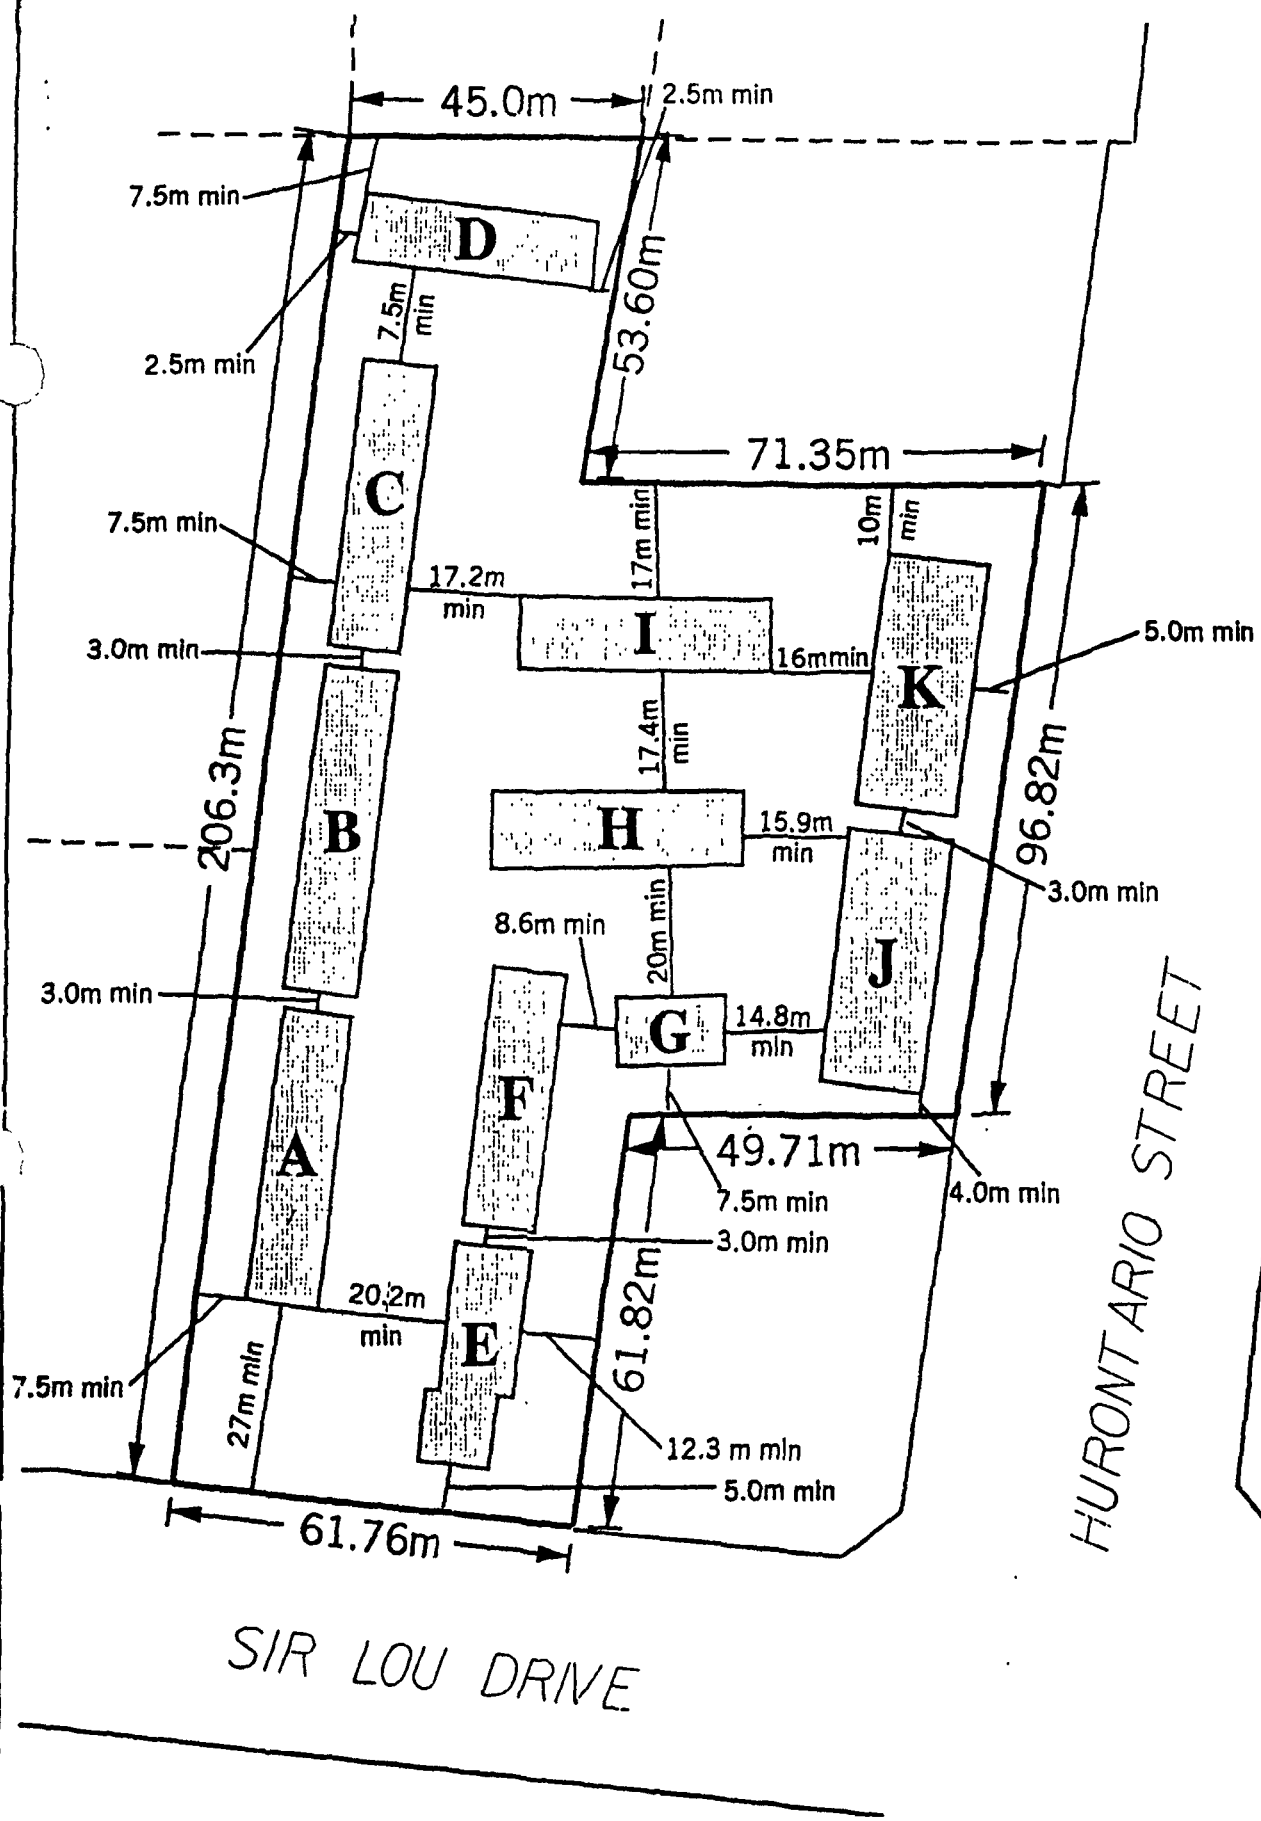 45.0m
2.5m min
7.5m min
D
53.60m
7.5m
min
2.5m min
71.35m
C
17m min
10m
min
7.5m min
17.2m
min
I
16mmin
5.0m min
3.0m min
K
17.4m
min
206.3m
B
H
15.9m
min
96.82m
3.0m min
8.6m min
20m min
J
3.0m min
G
14.8m
min
F
A
49.71m
7.5m min
4.0m min
3.0m min
HURONTARIO STREET
20.2m
min
E
61.82m
7.5m min
27m min
12.3 m min
5.0m min
61.76m
SIR LOU DRIVE